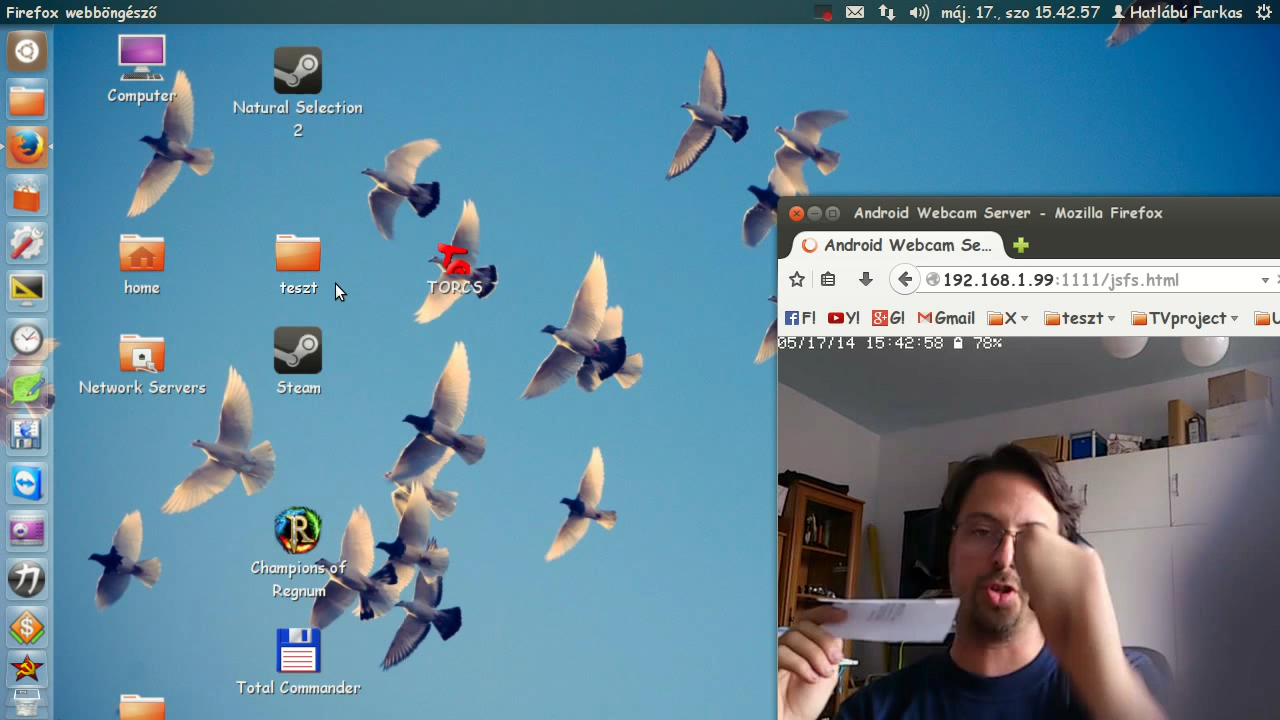 Firefox webböngésző
máj. 17., szo 15.42.57
Hatlábú Farkas
Computer
Natural Selection
2
home
teszt
TORCS
Network Servers
Steam
Champions of
Regnum
Total Commander
Android Webcam Server - Mozilla Firefox
Android Webcam Se...
192.168.1.99:1111/jsfs.html
F! Y! G! Gmail X teszt TVproject U
05/17/14 15:42:58 78%